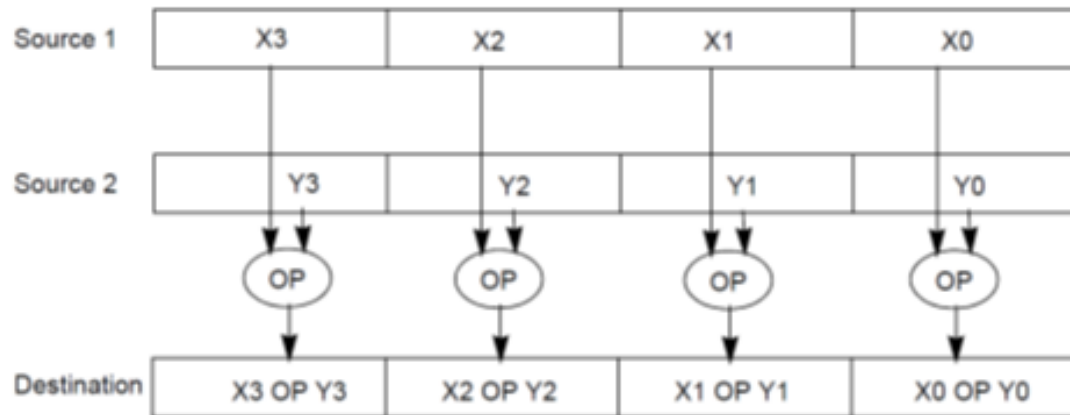 Source 1 X3 X2 X1 X0
Source 2 Y3 Y2 Y1 Y0
OP OP OP OP
Destination X3 OP Y3 X2 OP Y2 X1 OP Y1 X0 OP Y0